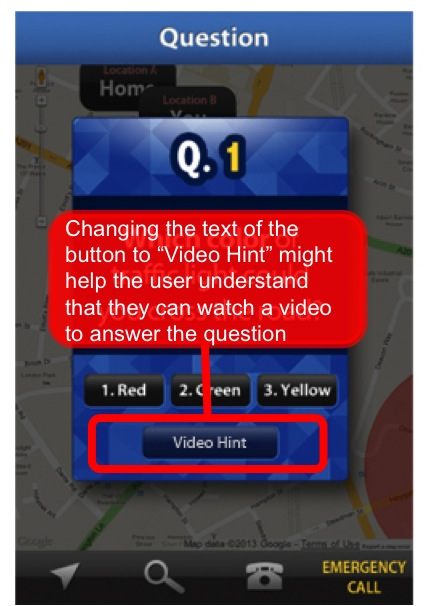 Question
Location A
Home
Location B
You
Q. 1
Changing the text of the
button to “Video Hint” might
help the user understand
that they can watch a video
to answer the question
1. Red
2. Green
3. Yellow
Video Hint
Google
Map data ©2013 Google - Terms of Use
EMERGENCY
CALL